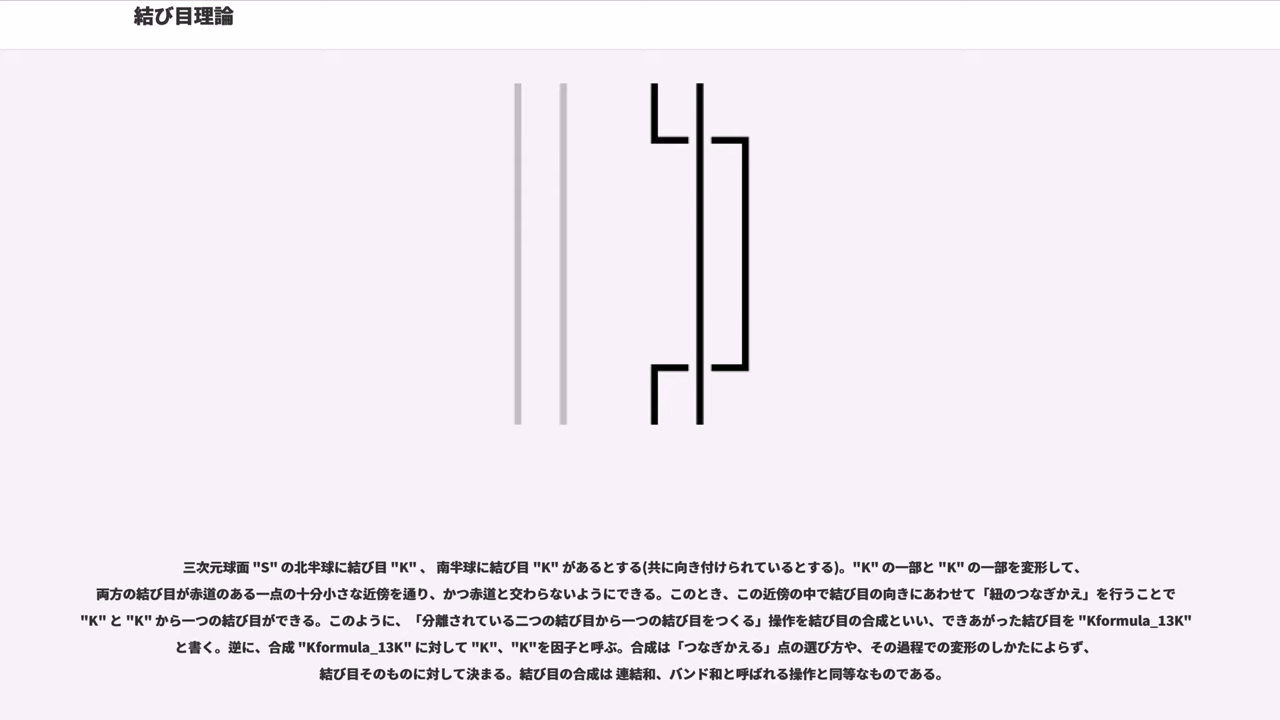 結び目理論
三次元球面 "S" の北半球に結び目 "K" 、 南半球に結び目 "K" があるとする(共に向き付けられているとする)。"K" の一部と "K" の一部を変形して、
両方の結び目が赤道のある一点の十分小さな近傍を通り、かつ赤道と交わらないようにできる。このとき、この近傍の中で結び目の向きにあわせて「紐のつなぎかえ」を行うことで
"K" と "K" から一つの結び目ができる。このように、「分離されている二つの結び目から一つの結び目をつくる」操作を結び目の合成といい、できあがった結び目を "Kformula_13K"
と書く。逆に、合成 "Kformula_13K" に対して "K"、"K"を因子と呼ぶ。合成は「つなぎかえる」点の選び方や、その過程での変形のしかたによらず、
結び目そのものに対して決まる。結び目の合成は 連結和、バンド和と呼ばれる操作と同等なものである。